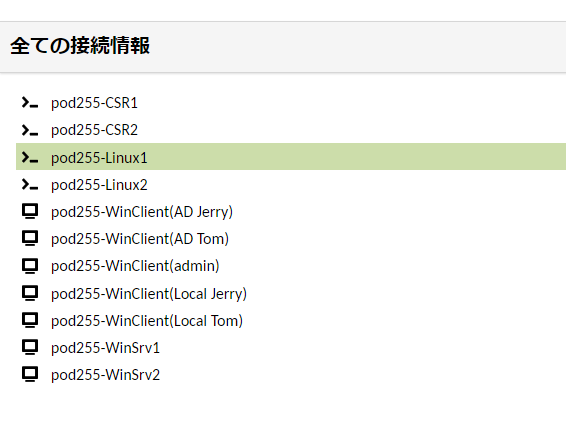 全ての接続情報
pod255-CSR1
pod255-CSR2
pod255-Linux1
pod255-Linux2
pod255-WinClient(AD Jerry)
pod255-WinClient(AD Tom)
pod255-WinClient(admin)
pod255-WinClient(Local Jerry)
pod255-WinClient(Local Tom)
pod255-WinSrv1
pod255-WinSrv2